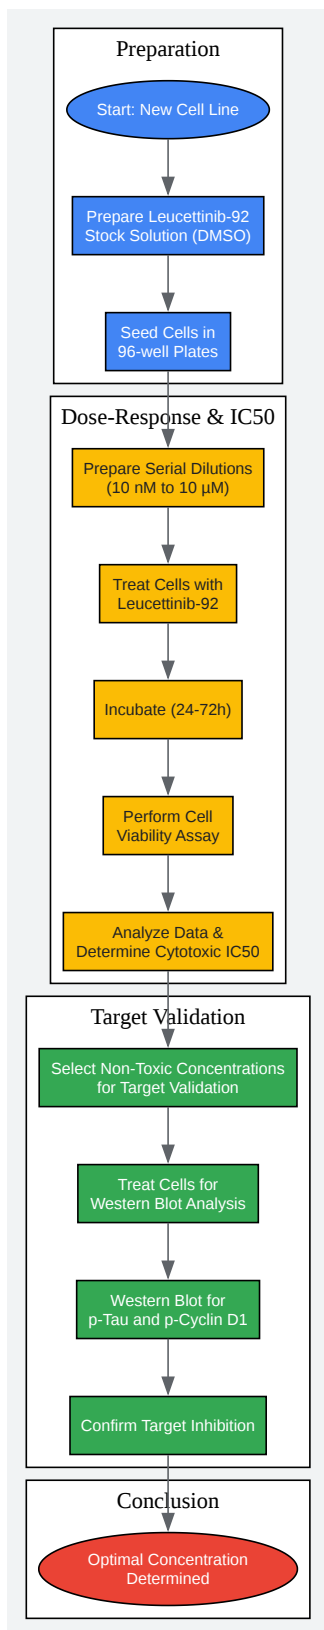 Preparation
Start: New Cell Line
Prepare Leucettinib-92
Stock Solution (DMSO)
Seed Cells in
96-well Plates
Dose-Response & IC50
Prepare Serial Dilutions
(10 nM to 10 µM)
Treat Cells with
Leucettinib-92
Incubate (24-72h)
Perform Cell
Viability Assay
Analyze Data &
Determine Cytotoxic IC50
Target Validation
Select Non-Toxic Concentrations
for Target Validation
Treat Cells for
Western Blot Analysis
Western Blot for
p-Tau and p-Cyclin D1
Confirm Target Inhibition
Conclusion
Optimal Concentration
Determined